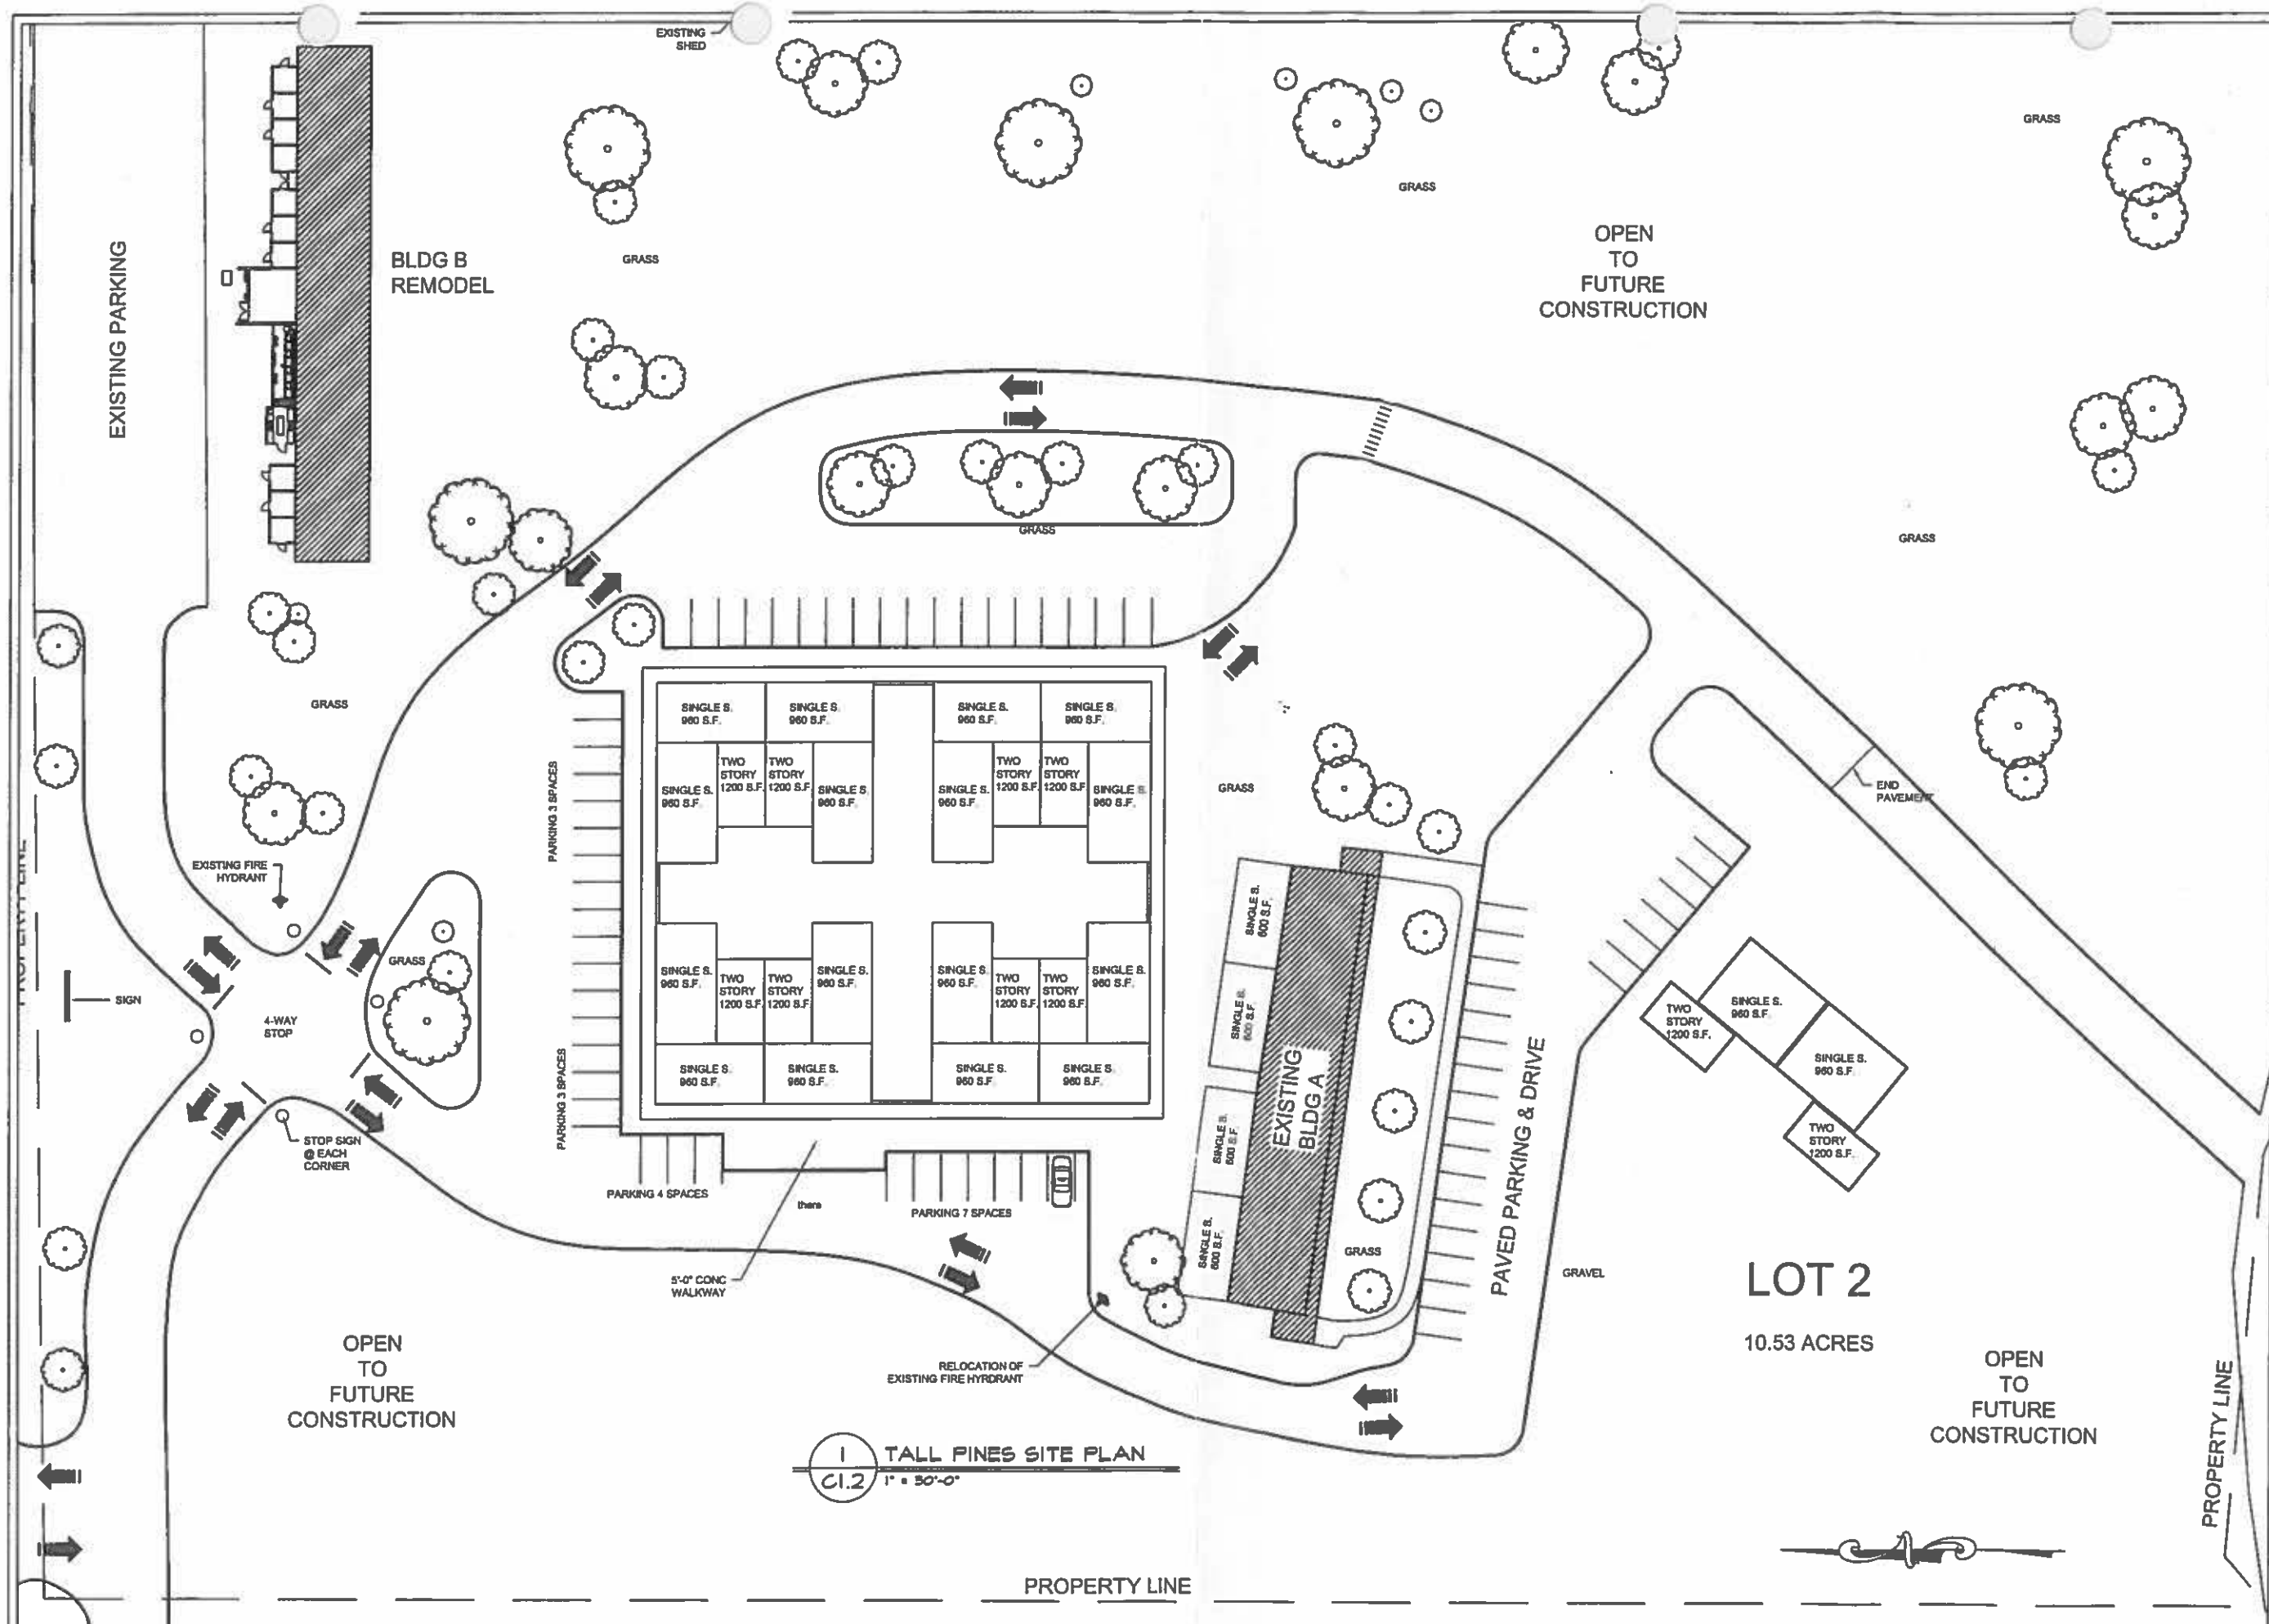 EXISTING
SHED
GRASS
GRASS
EXISTING PARKING
BLDG B
REMODEL
GRASS
OPEN
TO
FUTURE
CONSTRUCTION
GRASS
GRASS
GRASS
SINGLE S.
960 S.F.
SINGLE S.
960 S.F.
SINGLE S.
960 S.F.
SINGLE S.
960 S.F.
SINGLE S.
960 S.F.
TWO
STORY
1200 S.F.
TWO
STORY
1200 S.F.
SINGLE S.
960 S.F.
SINGLE S.
960 S.F.
TWO
STORY
1200 S.F.
TWO
STORY
1200 S.F.
SINGLE S.
960 S.F.
PARKING 3 SPACES
GRASS
END
PAVEMENT
EXISTING FIRE
HYDRANT
PROPERTY LINE
GRASS
SIGN
4-WAY
STOP
SINGLE S.
960 S.F.
TWO
STORY
1200 S.F.
TWO
STORY
1200 S.F.
SINGLE S.
960 S.F.
SINGLE S.
960 S.F.
TWO
STORY
1200 S.F.
TWO
STORY
1200 S.F.
SINGLE S.
960 S.F.
SINGLE S.
960 S.F.
SINGLE S.
960 S.F.
SINGLE S.
960 S.F.
SINGLE S.
960 S.F.
PARKING 3 SPACES
SINGLE S.
600 S.F.
SINGLE S.
600 S.F.
SINGLE S.
600 S.F.
SINGLE S.
600 S.F.
EXISTING
BLDG A
GRASS
PAVED PARKING & DRIVE
TWO
STORY
1200 S.F.
SINGLE S.
960 S.F.
SINGLE S.
960 S.F.
TWO
STORY
1200 S.F.
STOP SIGN
@ EACH
CORNER
PARKING 4 SPACES
there
PARKING 7 SPACES
5'-0" CONC
WALKWAY
GRAVEL
LOT 2
10.53 ACRES
RELOCATION OF
EXISTING FIRE HYRDRANT
OPEN
TO
FUTURE
CONSTRUCTION
OPEN
TO
FUTURE
CONSTRUCTION
PROPERTY LINE
1
C1.2
TALL PINES SITE PLAN
1" = 30'-0"
N
PROPERTY LINE